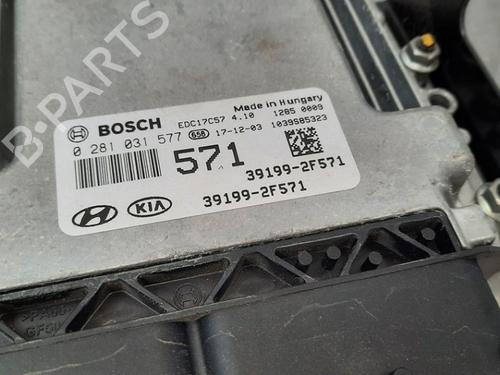 B-Parts
Made in Hungary
BOSCH EDC17C57 4.10 1285 0009
0 281 031 577 658 17-12-03 1039S85323
571
39199-2F571
39199-2F571
KIA